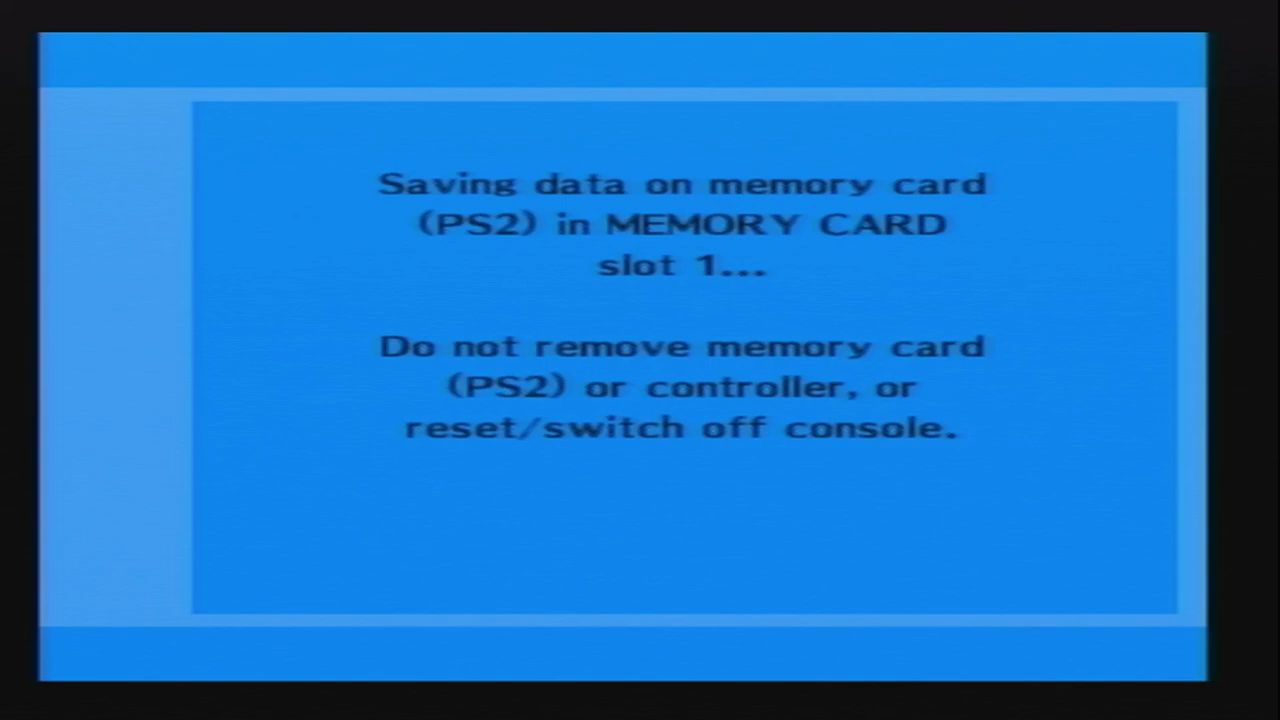 Saving data on memory card
(PS2) in MEMORY CARD
slot 1...
Do not remove memory card
(PS2) or controller, or
reset/switch off console.